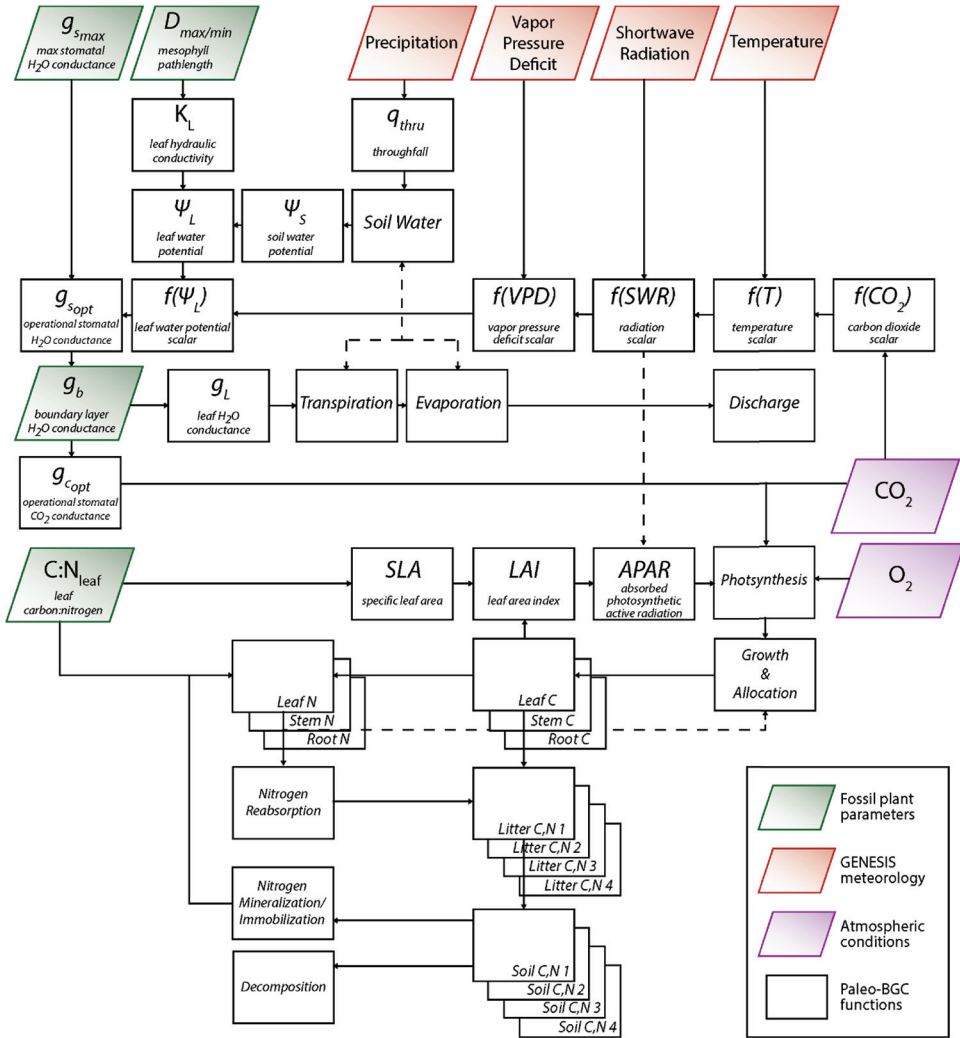 g_smax
max stomatal
H2O conductance
D_max/min
mesophyll
pathlength
Precipitation
Vapor
Pressure
Deficit
Shortwave
Radiation
Temperature
K_L
leaf hydraulic
conductivity
q_thru
throughfall
Ψ_L
leaf water
potential
Ψ_S
soil water
potential
Soil Water
g_sopt
operational stomatal
H2O conductance
f(Ψ_L)
leaf water potential
scalar
f(VPD)
vapor pressure
deficit scalar
f(SWR)
radiation
scalar
f(T)
temperature
scalar
f(CO2)
carbon dioxide
scalar
g_b
boundary layer
H2O conductance
g_L
leaf H2O
conductance
Transpiration
Evaporation
Discharge
g_copt
operational stomatal
CO2 conductance
CO2
C:N_leaf
leaf
carbon:nitrogen
SLA
specific leaf area
LAI
leaf area index
APAR
absorbed
photosynthetic
active radiation
Photsynthesis
O2
Leaf N
Stem N
Root N
Leaf C
Stem C
Root C
Growth
&
Allocation
Nitrogen
Reabsorption
Litter C,N 1
Litter C,N 2
Litter C,N 3
Litter C,N 4
Nitrogen
Mineralization/
Immobilization
Decomposition
Soil C,N 1
Soil C,N 2
Soil C,N 3
Soil C,N 4
Fossil plant
parameters
GENESIS
meteorology
Atmospheric
conditions
Paleo-BGC
functions